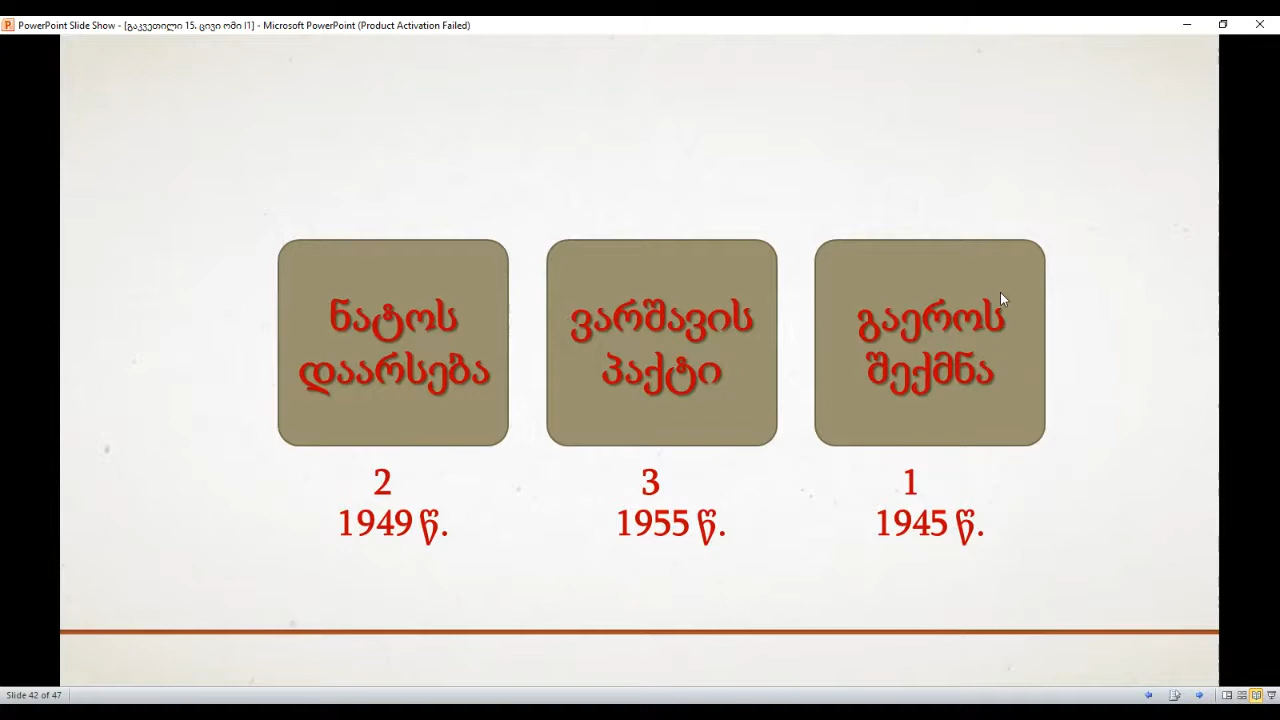 PowerPoint Slide Show - [გაკვეთილი 15. ცივი ომი I1] - Microsoft PowerPoint (Product Activation Failed)
ნატოს
დაარსება
ვარშავის
პაქტი
გაეროს
შექმნა
2
1949 წ.
3
1955 წ.
1
1945 წ.
Slide 42 of 47